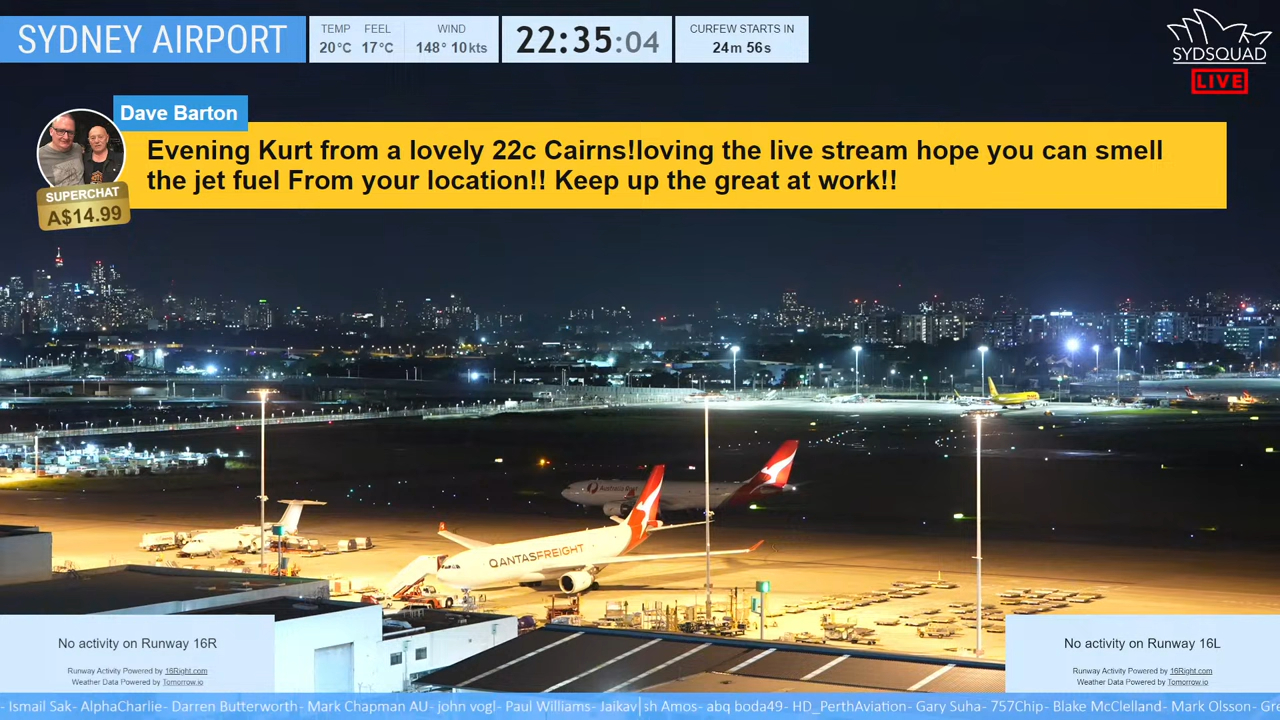 SYDNEY AIRPORT
TEMP FEEL WIND
20°C 17°C 148° 10kts
22:35:04
CURFEW STARTS IN
24m 56s
SYDSQUAD
LIVE
Dave Barton
Evening Kurt from a lovely 22c Cairns!loving the live stream hope you can smell
the jet fuel From your location!! Keep up the great at work!!
SUPERCHAT
A$14.99
QANTASFREIGHT
No activity on Runway 16R
Runway Activity Powered by 16Right.com
Weather Data Powered by Tomorrow.io
No activity on Runway 16L
Runway Activity Powered by 16Right.com
Weather Data Powered by Tomorrow.io
- Ismail Sak- AlphaCharlie- Darren Butterworth- Mark Chapman AU- john vogl- Paul Williams- Jaikav sh Amos- abq boda49- HD_PerthAviation- Gary Suha- 757Chip- Blake McClelland- Mark Olsson- Gre